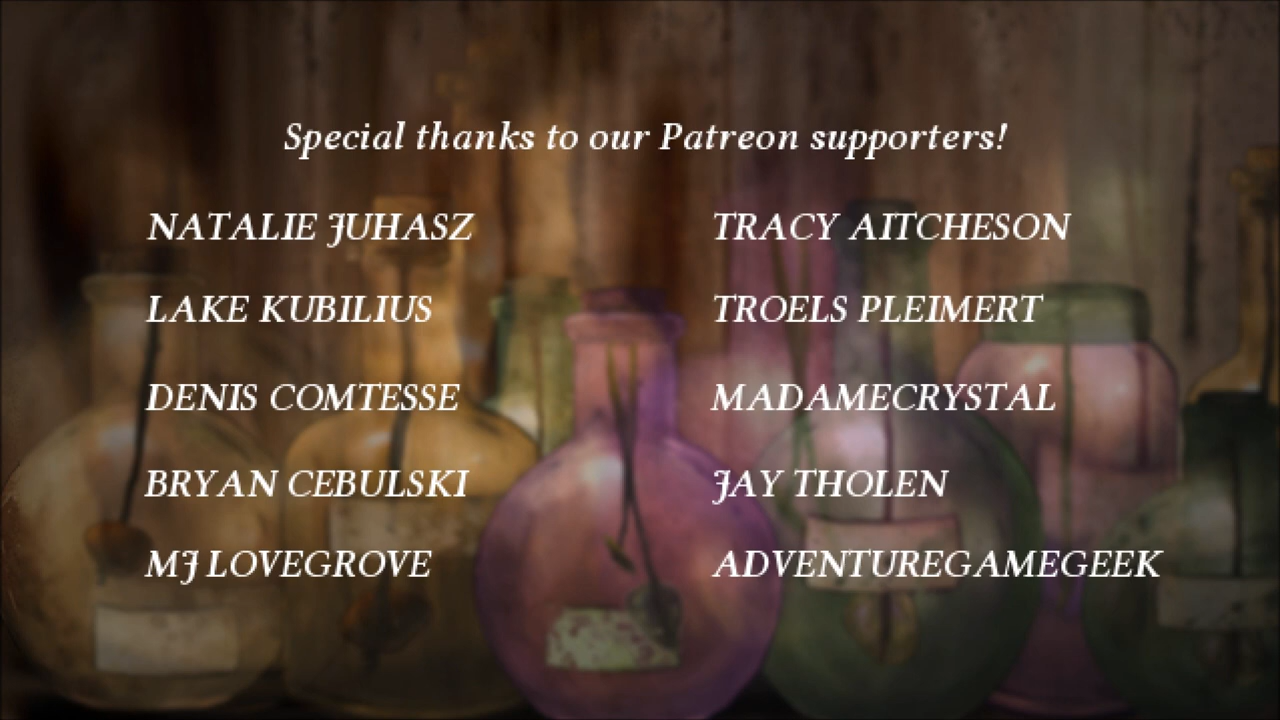 Special thanks to our Patreon supporters!
NATALIE JUHASZ
LAKE KUBILIUS
DENIS COMTESSE
BRYAN CEBULSKI
MJ LOVEGROVE
TRACY AITCHESON
TROELS PLEIMERT
MADAMECRYSTAL
JAY THOLEN
ADVENTUREGAMEGEEK